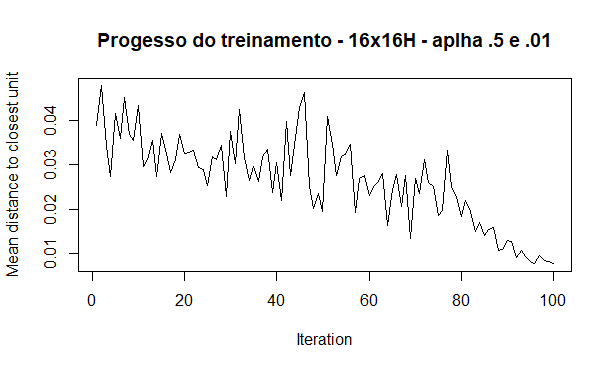 Progesso do treinamento - 16x16H - aplha .5 e .01
Mean distance to closest unit
0.04
0.03
0.02
0.01
0 20 40 60 80 100
Iteration